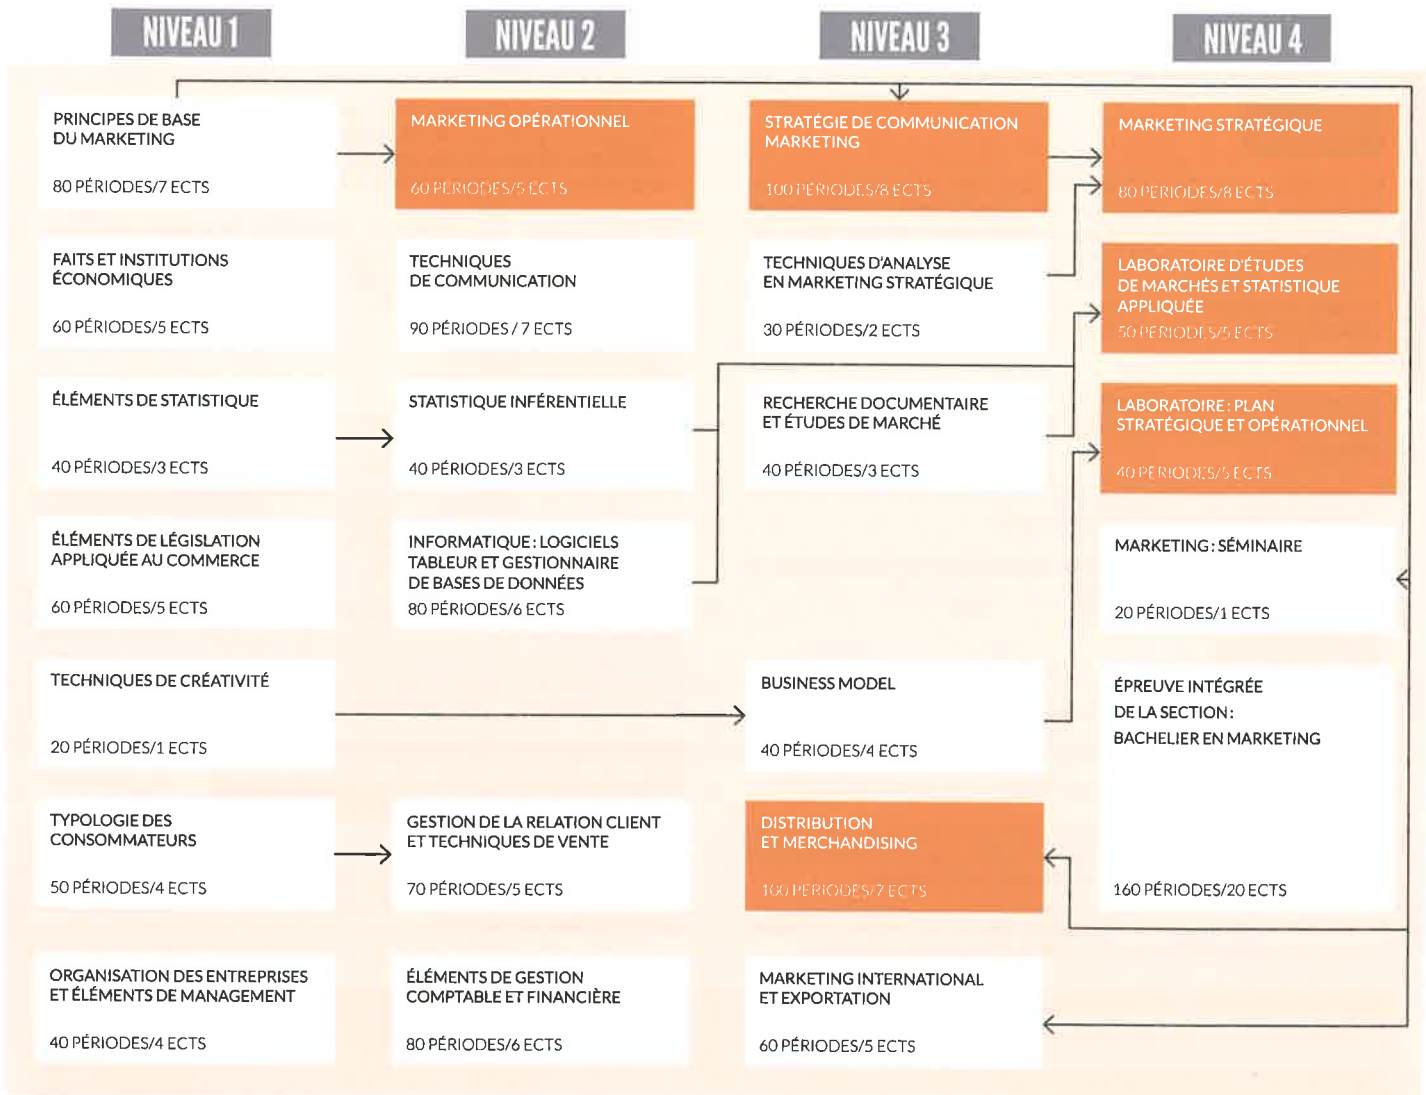 NIVEAU 1
NIVEAU 2
NIVEAU 3
NIVEAU 4
PRINCIPES DE BASE
DU MARKETING
80 PÉRIODES/7 ECTS
MARKETING OPÉRATIONNEL
60 PÉRIODES/5 ECTS
STRATÉGIE DE COMMUNICATION
MARKETING
100 PÉRIODES/8 ECTS
MARKETING STRATÉGIQUE
80 PÉRIODES/8 ECTS
FAITS ET INSTITUTIONS
ÉCONOMIQUES
60 PÉRIODES/5 ECTS
TECHNIQUES
DE COMMUNICATION
90 PÉRIODES / 7 ECTS
TECHNIQUES D'ANALYSE
EN MARKETING STRATÉGIQUE
30 PÉRIODES/2 ECTS
LABORATOIRE D'ÉTUDES
DE MARCHÉS ET STATISTIQUE
APPLIQUÉE
50 PÉRIODES/5 ECTS
ÉLÉMENTS DE STATISTIQUE
40 PÉRIODES/3 ECTS
STATISTIQUE INFÉRENTIELLE
40 PÉRIODES/3 ECTS
RECHERCHE DOCUMENTAIRE
ET ÉTUDES DE MARCHÉ
40 PÉRIODES/3 ECTS
LABORATOIRE : PLAN
STRATÉGIQUE ET OPÉRATIONNEL
40 PÉRIODES/5 ECTS
ÉLÉMENTS DE LÉGISLATION
APPLIQUÉE AU COMMERCE
60 PÉRIODES/5 ECTS
INFORMATIQUE : LOGICIELS
TABLEUR ET GESTIONNAIRE
DE BASES DE DONNÉES
80 PÉRIODES/6 ECTS
MARKETING : SÉMINAIRE
20 PÉRIODES/1 ECTS
TECHNIQUES DE CRÉATIVITÉ
20 PÉRIODES/1 ECTS
BUSINESS MODEL
40 PÉRIODES/4 ECTS
ÉPREUVE INTÉGRÉE
DE LA SECTION :
BACHELIER EN MARKETING
160 PÉRIODES/20 ECTS
TYPOLOGIE DES
CONSOMMATEURS
50 PÉRIODES/4 ECTS
GESTION DE LA RELATION CLIENT
ET TECHNIQUES DE VENTE
70 PÉRIODES/5 ECTS
DISTRIBUTION
ET MERCHANDISING
100 PÉRIODES/7 ECTS
ORGANISATION DES ENTREPRISES
ET ÉLÉMENTS DE MANAGEMENT
40 PÉRIODES/4 ECTS
ÉLÉMENTS DE GESTION
COMPTABLE ET FINANCIÈRE
80 PÉRIODES/6 ECTS
MARKETING INTERNATIONAL
ET EXPORTATION
60 PÉRIODES/5 ECTS